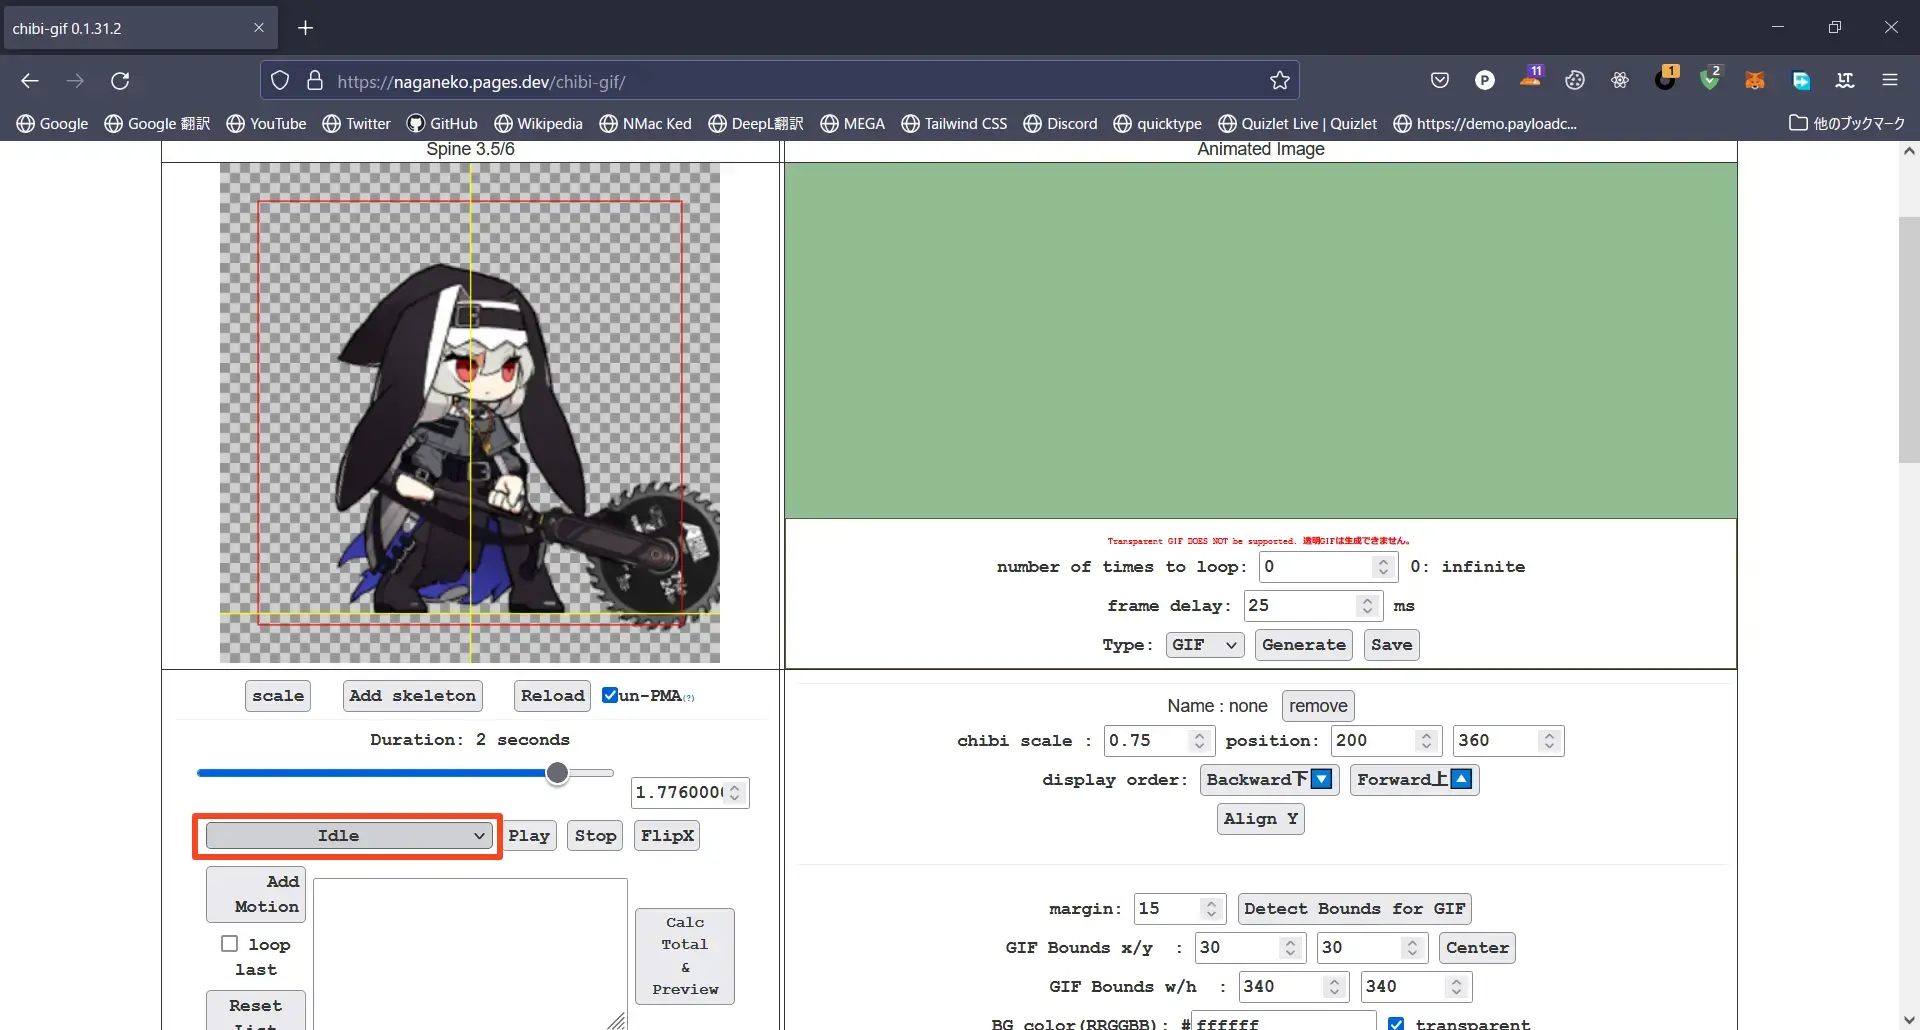 chibi-gif 0.1.31.2
https://naganeko.pages.dev/chibi-gif/
11
1
2
Google
Google 翻訳
YouTube
Twitter
GitHub
Wikipedia
NMac Ked
DeepL翻訳
MEGA
Tailwind CSS
Discord
quicktype
Quizlet Live | Quizlet
https://demo.payloadc...
他のブックマーク
Spine 3.5/6
Animated Image
Transparent GIF DOES NOT be supported. 透明GIFは生成できません。
number of times to loop: 0 0: infinite
frame delay: 25 ms
Type: GIF Generate Save
scale Add skeleton Reload un-PMA(?)
Duration: 2 seconds
1.7760000
Idle Play Stop FlipX
Add Motion
loop last
Reset List
Calc
Total
&
Preview
Name : none remove
chibi scale : 0.75 position: 200 360
display order: Backward下 Forward上
Align Y
margin: 15 Detect Bounds for GIF
GIF Bounds x/y : 30 30 Center
GIF Bounds w/h : 340 340
BG color(RRGGBB): #ffffff transparent